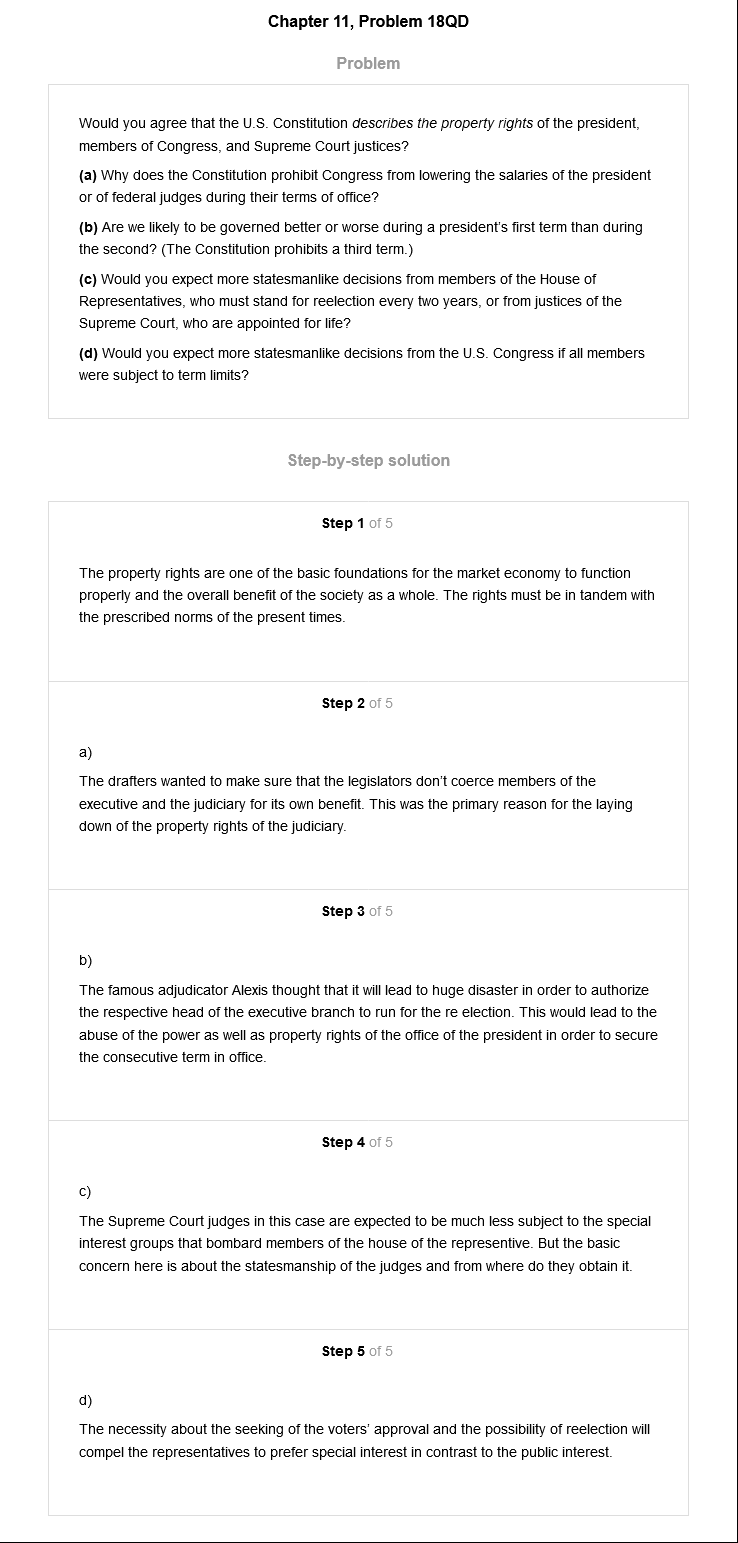 Chapter 11, Problem 18QD
Problem
Would you agree that the U.S. Constitution describes the property rights of the president,
members of Congress, and Supreme Court justices?
(a) Why does the Constitution prohibit Congress from lowering the salaries of the president
or of federal judges during their terms of office?
(b) Are we likely to be governed better or worse during a president's first term than during
the second? (The Constitution prohibits a third term.)
(c) Would you expect more statesmanlike decisions from members of the House of
Representatives, who must stand for reelection every two years, or from justices of the
Supreme Court, who are appointed for life?
(d) Would you expect more statesmanlike decisions from the U.S. Congress if all members
were subject to term limits?
Step-by-step solution
Step 1 of 5
The property rights are one of the basic foundations for the market economy to function
properly and the overall benefit of the society as a whole. The rights must be in tandem with
the prescribed norms of the present times.
Step 2 of 5
a)
The drafters wanted to make sure that the legislators don't coerce members of the
executive and the judiciary for its own benefit. This was the primary reason for the laying
down of the property rights of the judiciary.
Step 3 of 5
b)
The famous adjudicator Alexis thought that it will lead to huge disaster in order to authorize
the respective head of the executive branch to run for the re election. This would lead to the
abuse of the power as well as property rights of the office of the president in order to secure
the consecutive term in office.
Step 4 of 5
c)
The Supreme Court judges in this case are expected to be much less subject to the special
interest groups that bombard members of the house of the representive. But the basic
concern here is about the statesmanship of the judges and from where do they obtain it.
Step 5 of 5
d)
The necessity about the seeking of the voters' approval and the possibility of reelection will
compel the representatives to prefer special interest in contrast to the public interest.